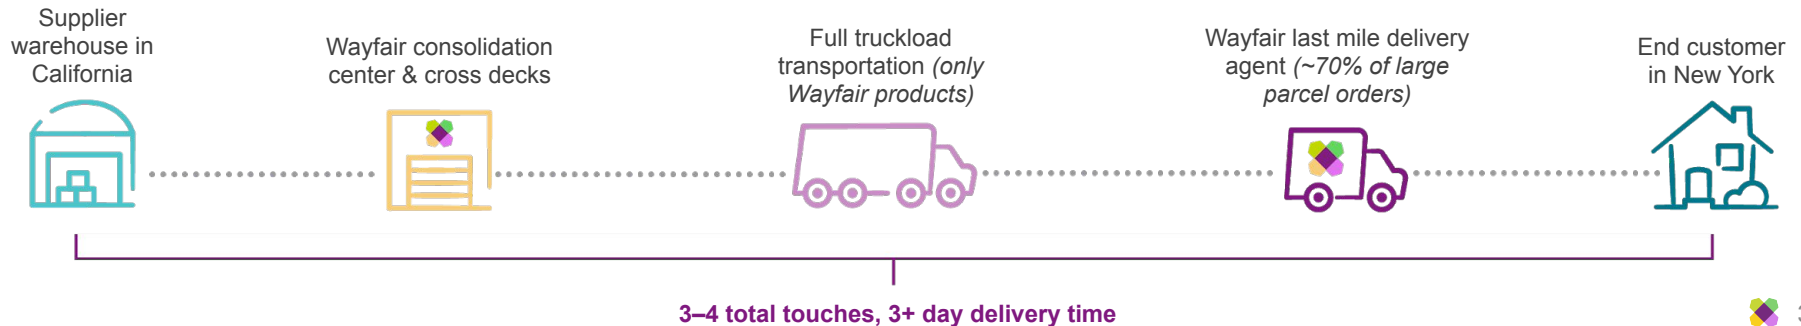 Supplier
warehouse in
California
Wayfair consolidation
center & cross decks
Full truckload
transportation (only
Wayfair products)
Wayfair last mile delivery
agent (~70% of large
parcel orders)
End customer
in New York
3–4 total touches, 3+ day delivery time